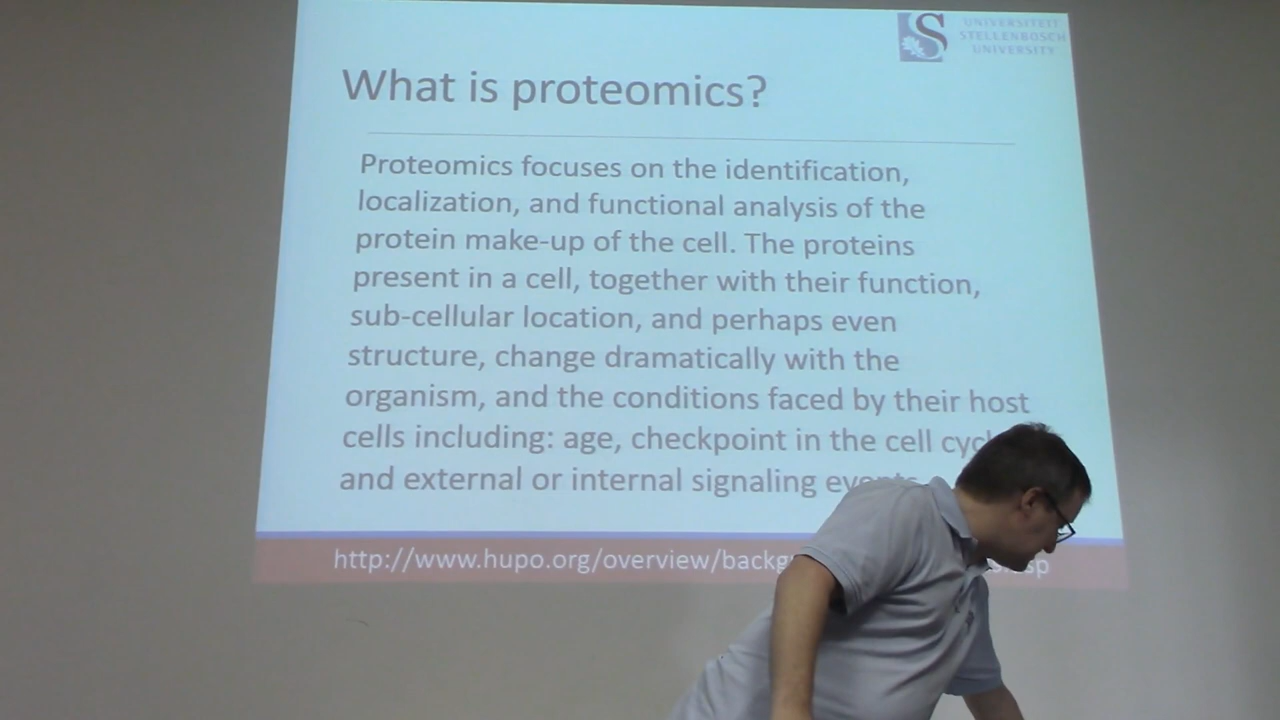 UNIVERSITEIT
STELLENBOSCH
UNIVERSITY
What is proteomics?
Proteomics focuses on the identification,
localization, and functional analysis of the
protein make-up of the cell. The proteins
present in a cell, together with their function,
sub-cellular location, and perhaps even
structure, change dramatically with the
organism, and the conditions faced by their host
cells including: age, checkpoint in the cell
and external or internal signaling events
http://www.hupo.org/overview/backg